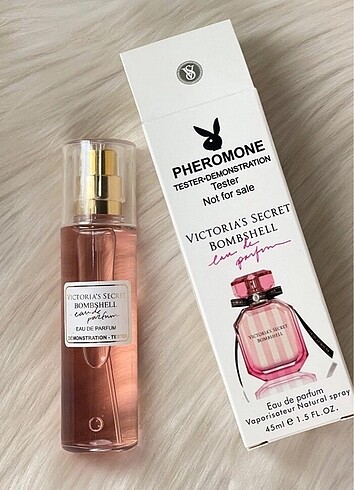 VS
PHEROMONE
TESTER-DEMONSTRATION
Tester
Not for sale
VICTORIA'S SECRET
BOMBSHELL
eau de
parfum
VICTORIA'S SECRET
BOMBSHELL
Eau de parfum
Vaporisateur Natural spray
45ml e 1.5 FL.OZ.
VICTORIA'S SECRET
BOMBSHELL
eau de
parfum
EAU DE PARFUM
DEMONSTRATION - TESTER